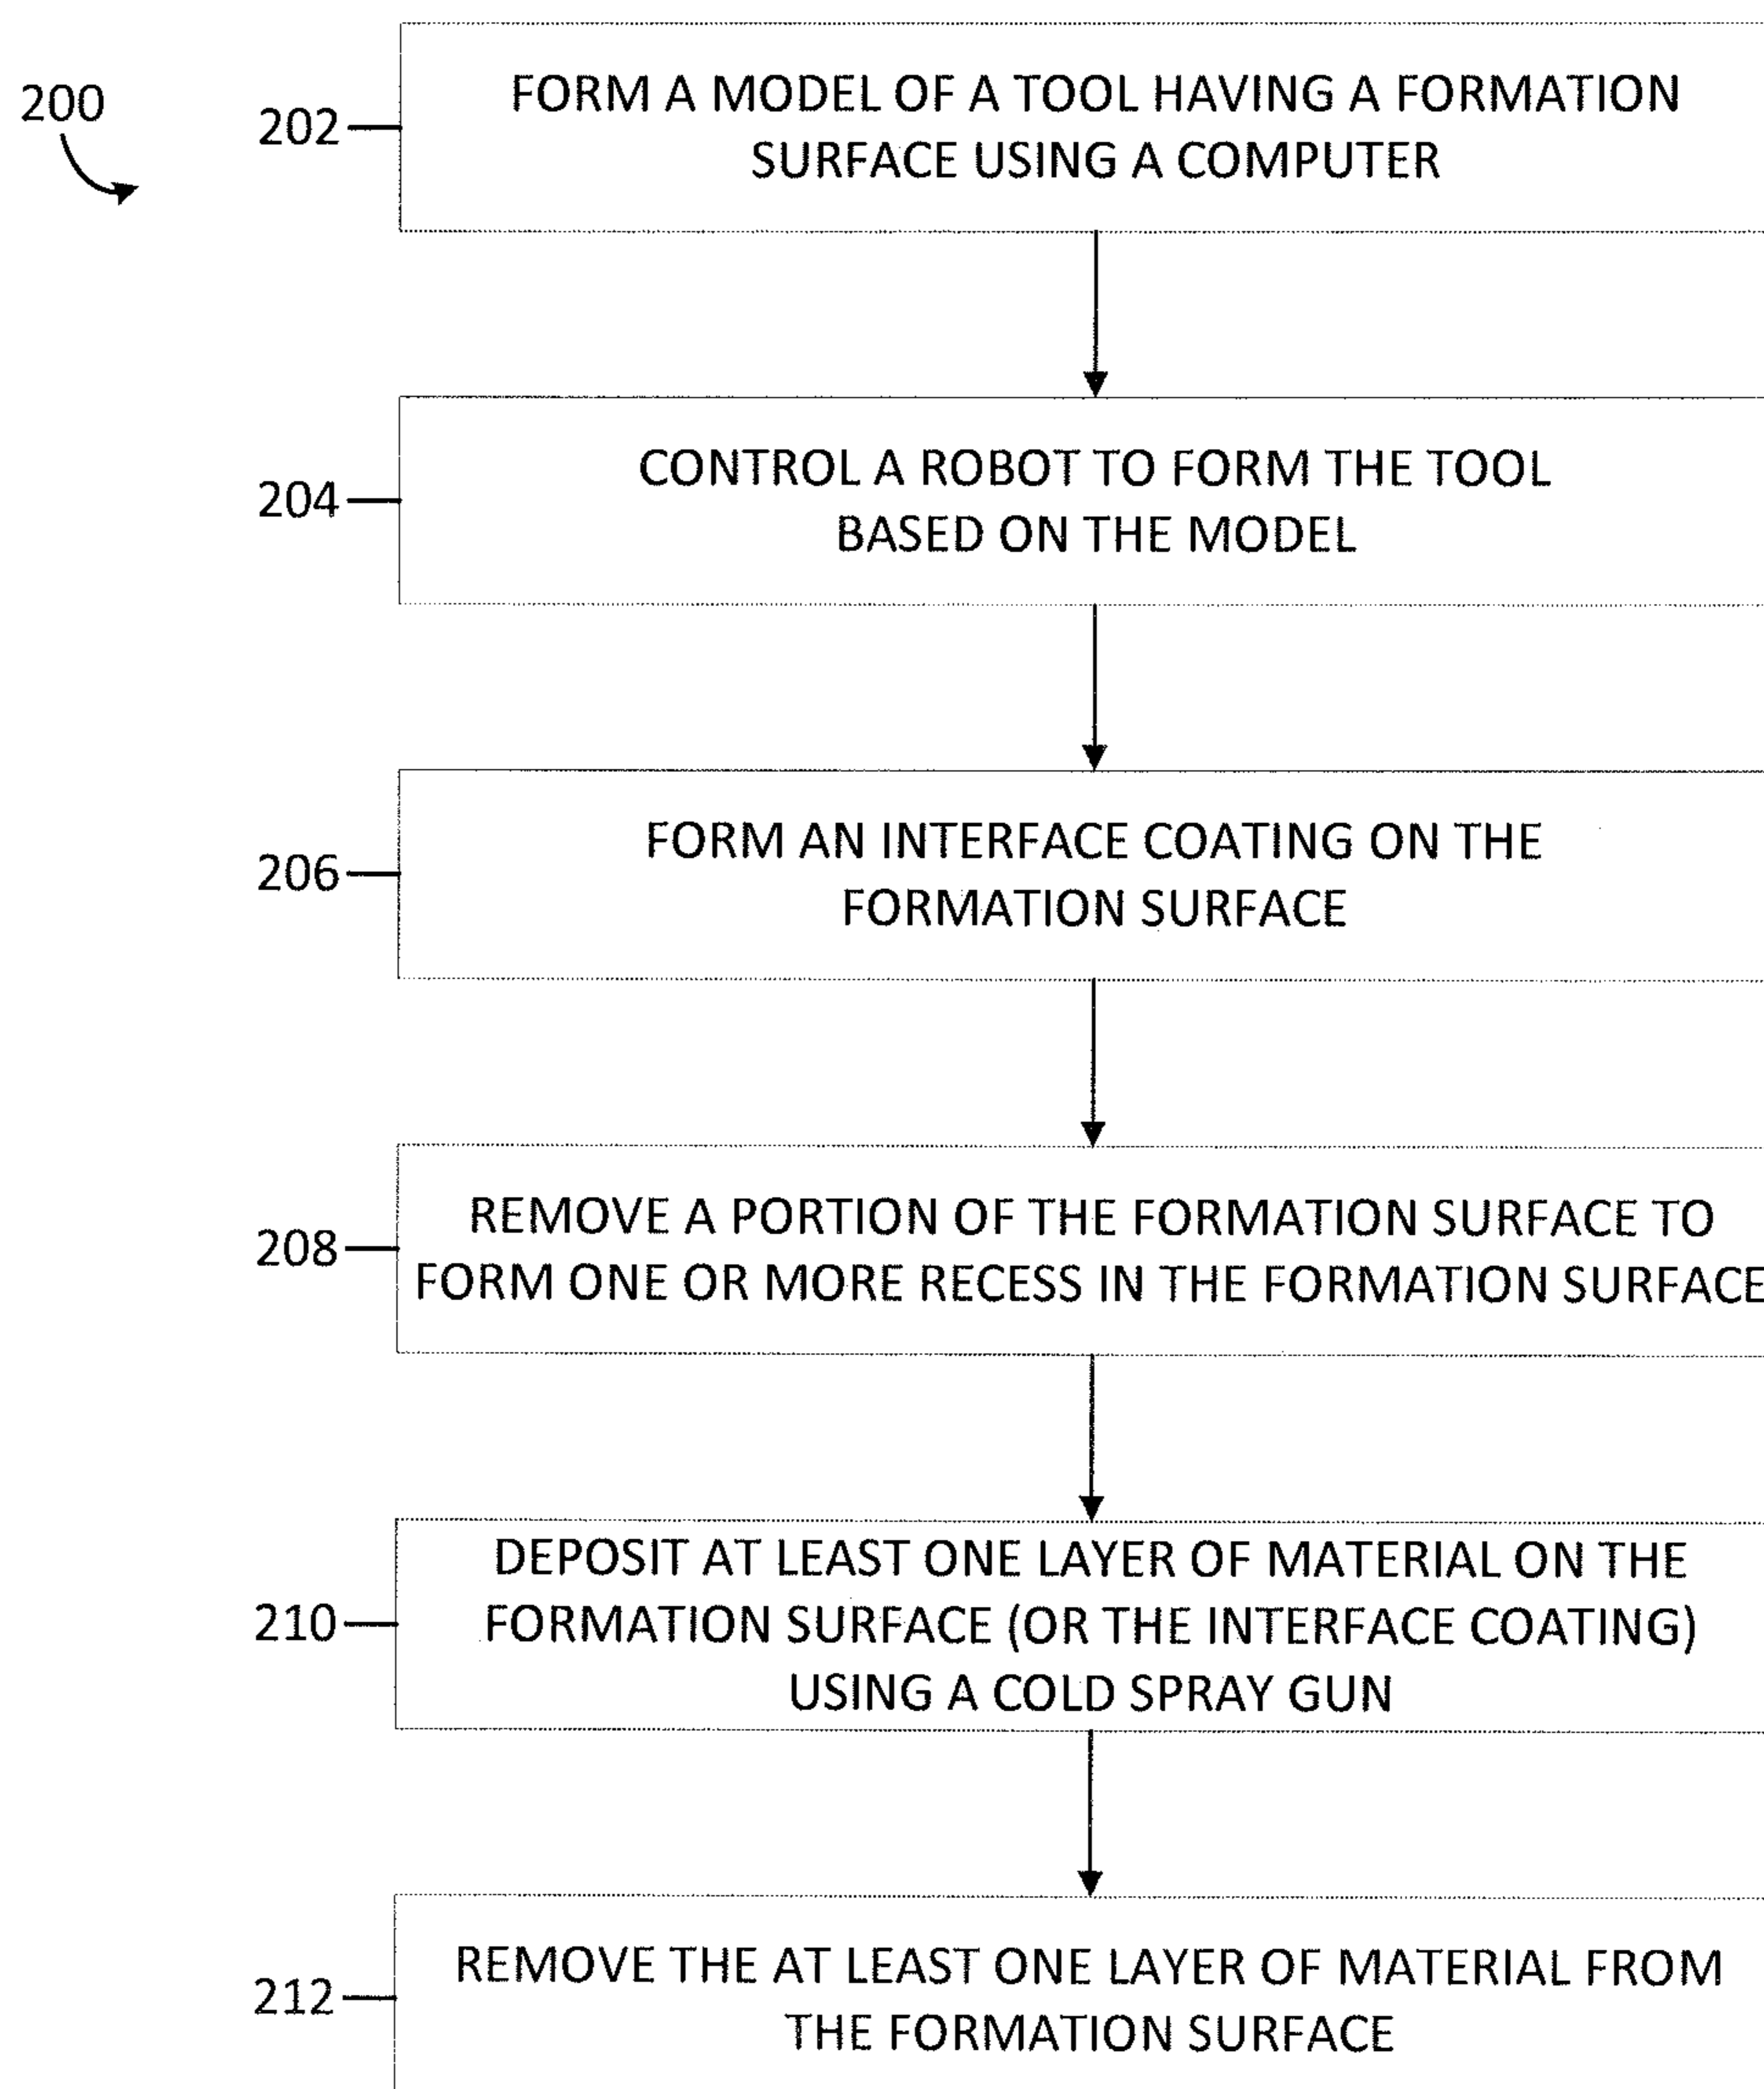 200
202
FORM A MODEL OF A TOOL HAVING A FORMATION
SURFACE USING A COMPUTER
204
CONTROL A ROBOT TO FORM THE TOOL
BASED ON THE MODEL
206
FORM AN INTERFACE COATING ON THE
FORMATION SURFACE
208
REMOVE A PORTION OF THE FORMATION SURFACE TO
FORM ONE OR MORE RECESS IN THE FORMATION SURFACE
210
DEPOSIT AT LEAST ONE LAYER OF MATERIAL ON THE
FORMATION SURFACE (OR THE INTERFACE COATING)
USING A COLD SPRAY GUN
212
REMOVE THE AT LEAST ONE LAYER OF MATERIAL FROM
THE FORMATION SURFACE